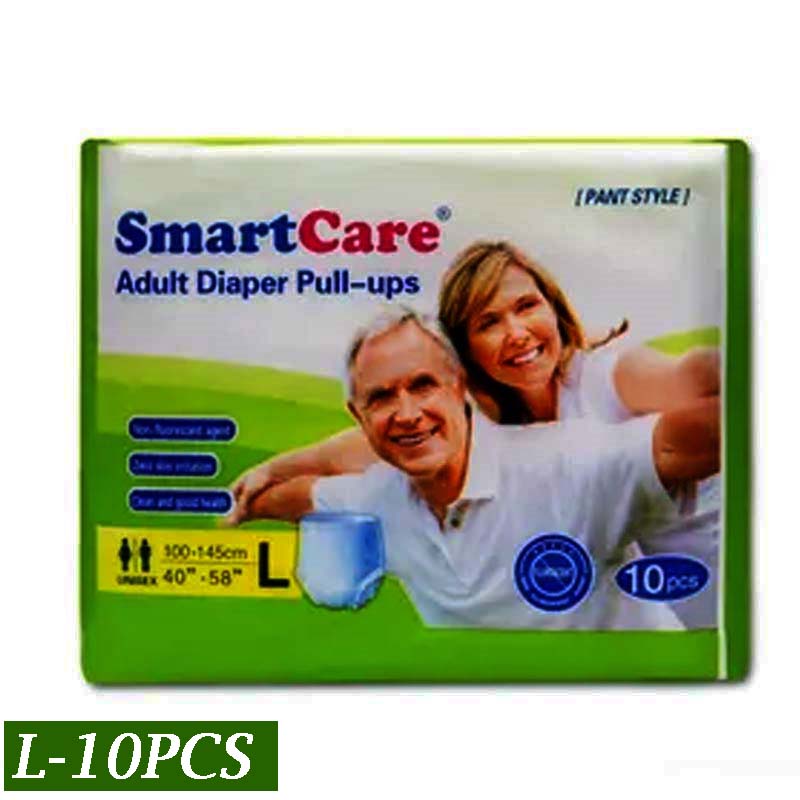 [ PANT STYLE ]
SmartCare®
Adult Diaper Pull-ups
Non fluorescent agent
Zero skin irritation
Clean and good health
100-145cm
UNISEX 40"-58" L
10pcs
L-10PCS